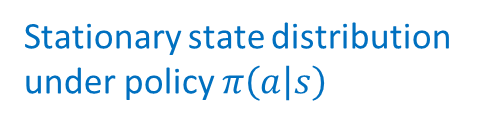 Stationary state distribution
under policy π(a|s)